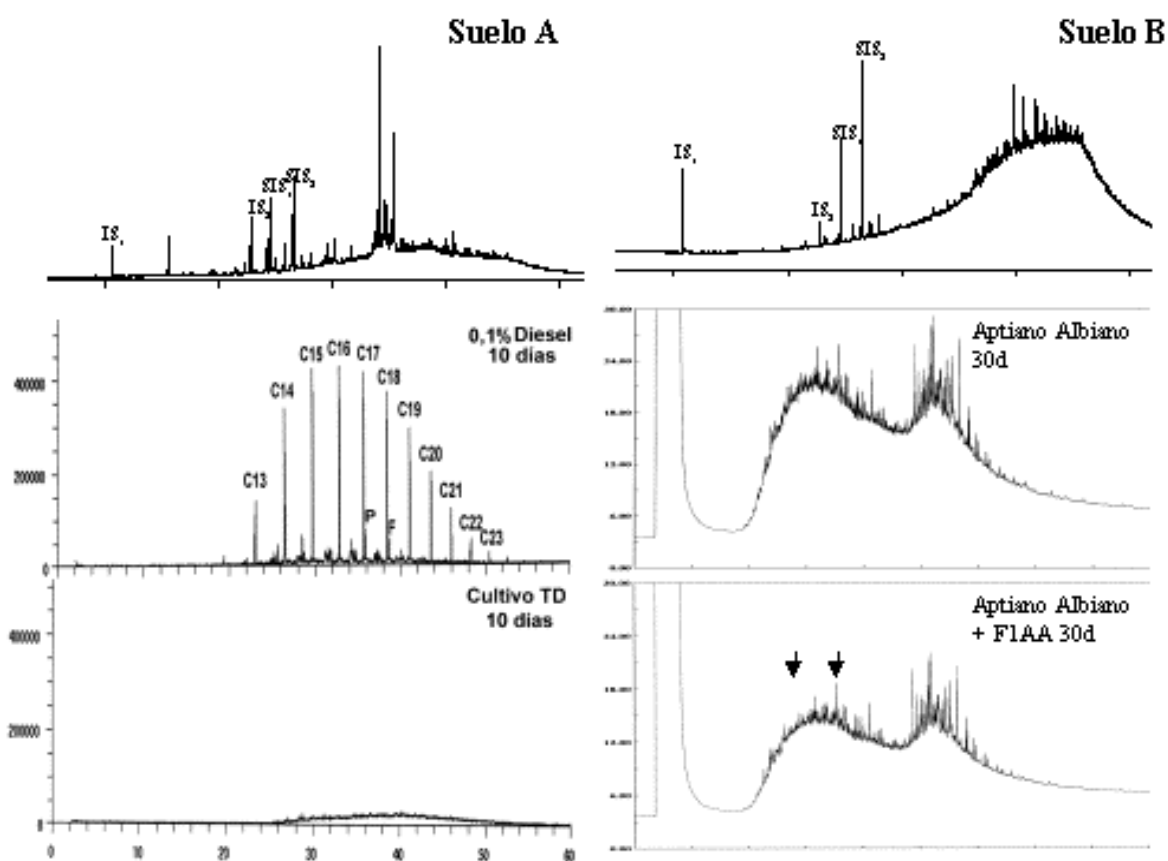 Suelo A
IS₁
IS₂
SIS₁
SIS₂
Suelo B
IS₁
IS₂
SIS₁
SIS₂
0,1% Diesel
10 días
C13
C14
C15
C16
C17
C18
C19
C20
C21
C22
C23
P
F
400000
200000
0
Cultivo TD
10 dias
400000
200000
0
0
10
20
30
40
50
60
Aptiano Albiano
30d
Aptiano Albiano
+ F1AA 30d